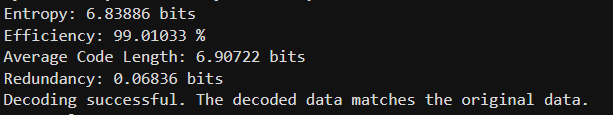 Entropy: 6.83886 bits
Efficiency: 99.01033 %
Average Code Length: 6.90722 bits
Redundancy: 0.06836 bits
Decoding successful. The decoded data matches the original data.